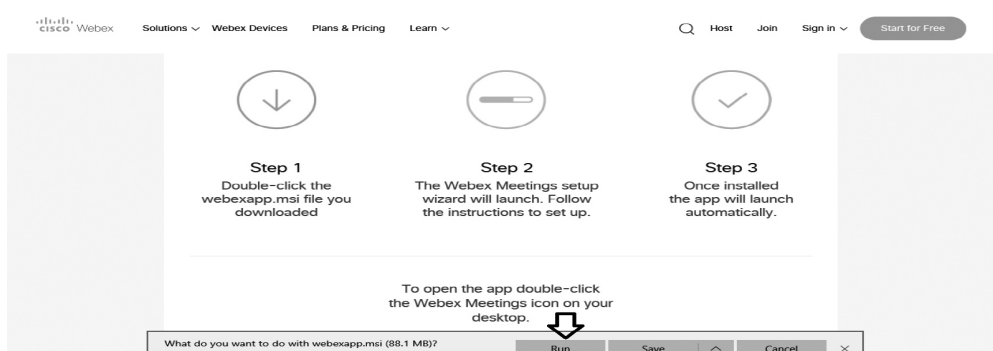 cisco Webex Solutions Webex Devices Plans & Pricing Learn Host Join Sign in Start for Free
Step 1
Double-click the
webexapp.msi file you
downloaded
Step 2
The Webex Meetings setup
wizard will launch. Follow
the instructions to set up.
Step 3
Once installed
the app will launch
automatically.
To open the app double-click
the Webex Meetings icon on your
desktop.
What do you want to do with webexapp.msi (88.1 MB)?
Run Save Cancel